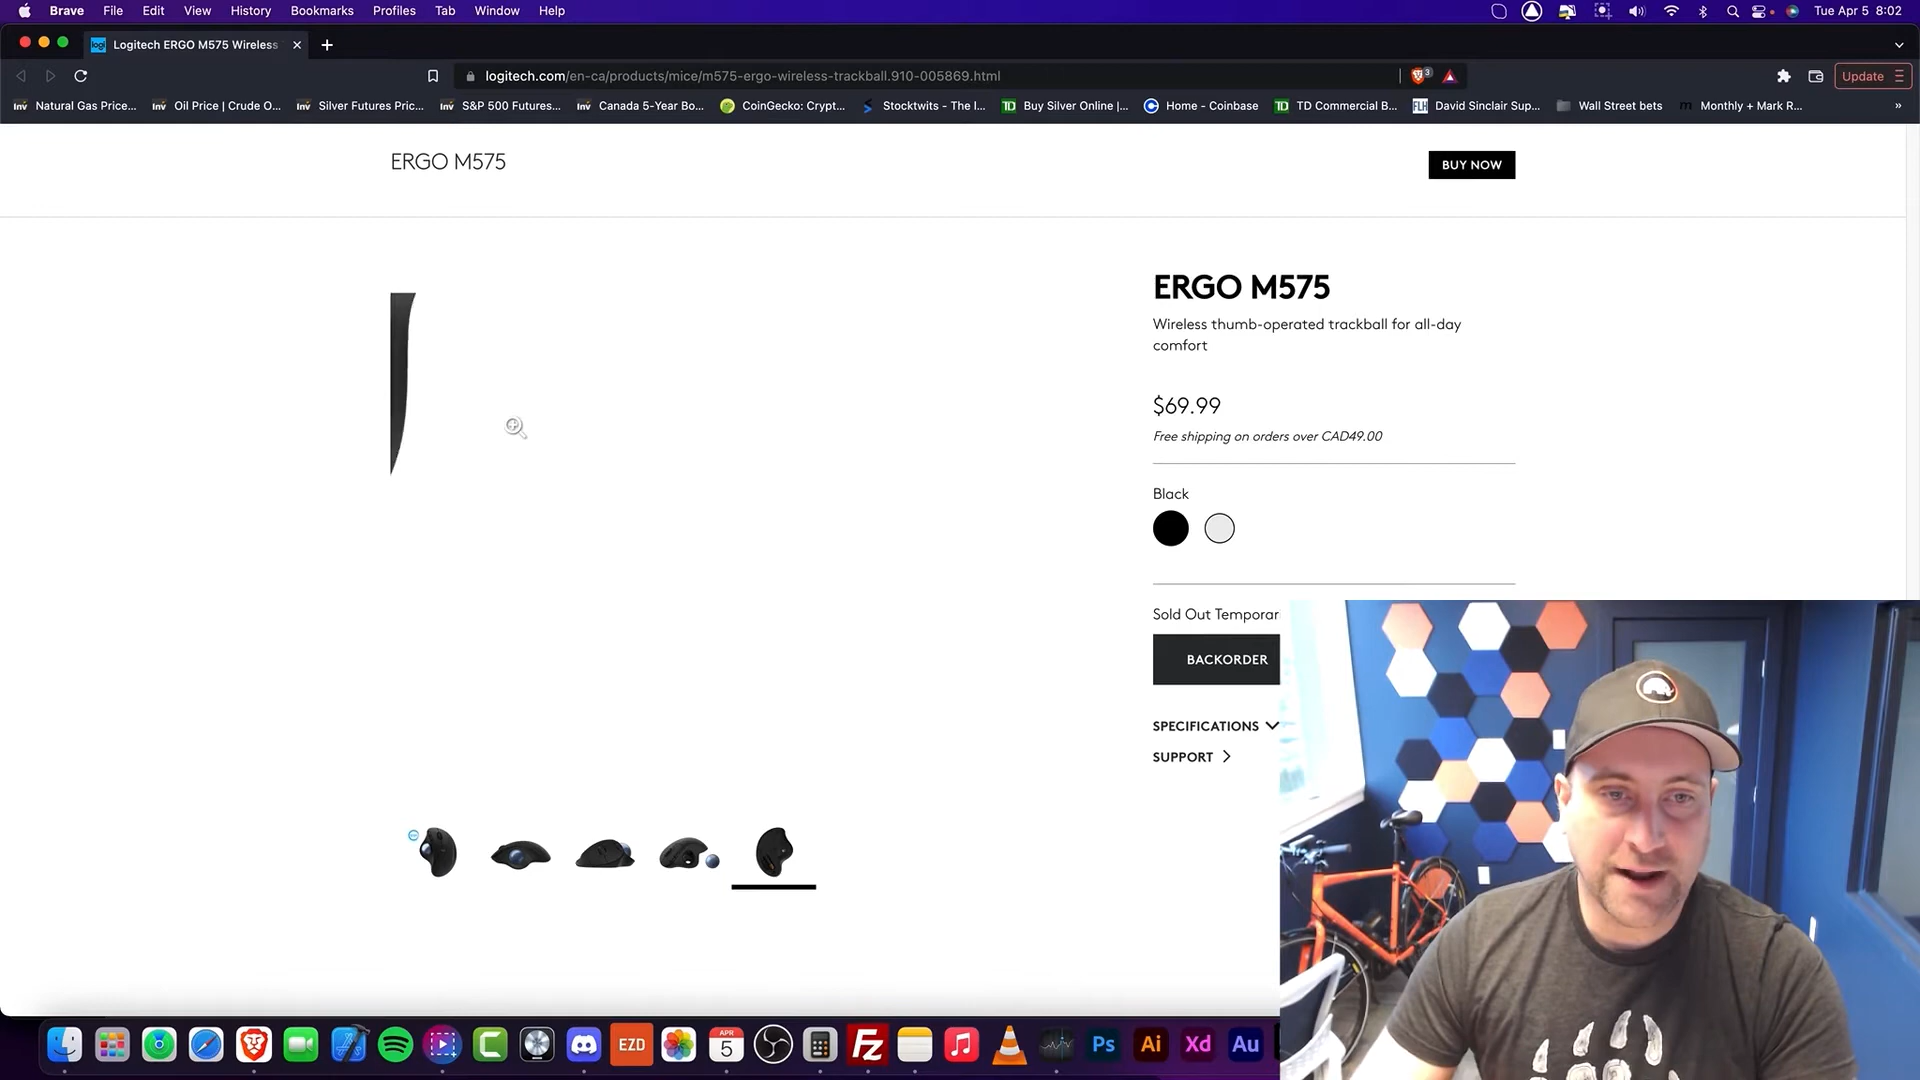 Brave File Edit View History Bookmarks Profiles Tab Window Help Tue Apr 5 8:02
Logitech ERGO M575 Wireless
logitech.com/en-ca/products/mice/m575-ergo-wireless-trackball.910-005869.html 3 Update
Natural Gas Price... Oil Price | Crude O... Silver Futures Pric... S&P 500 Futures... Canada 5-Year Bo... CoinGecko: Crypt... Stocktwits - The l... Buy Silver Online |... Home - Coinbase TD Commercial B... David Sinclair Sup... Wall Street bets Monthly + Mark R... »
ERGO M575
BUY NOW
ERGO M575
Wireless thumb-operated trackball for all-day
comfort
$69.99
Free shipping on orders over CAD49.00
Black
Sold Out Temporar
BACKORDER
SPECIFICATIONS
SUPPORT
EZD APR 5 Fz Ps Ai Xd Au